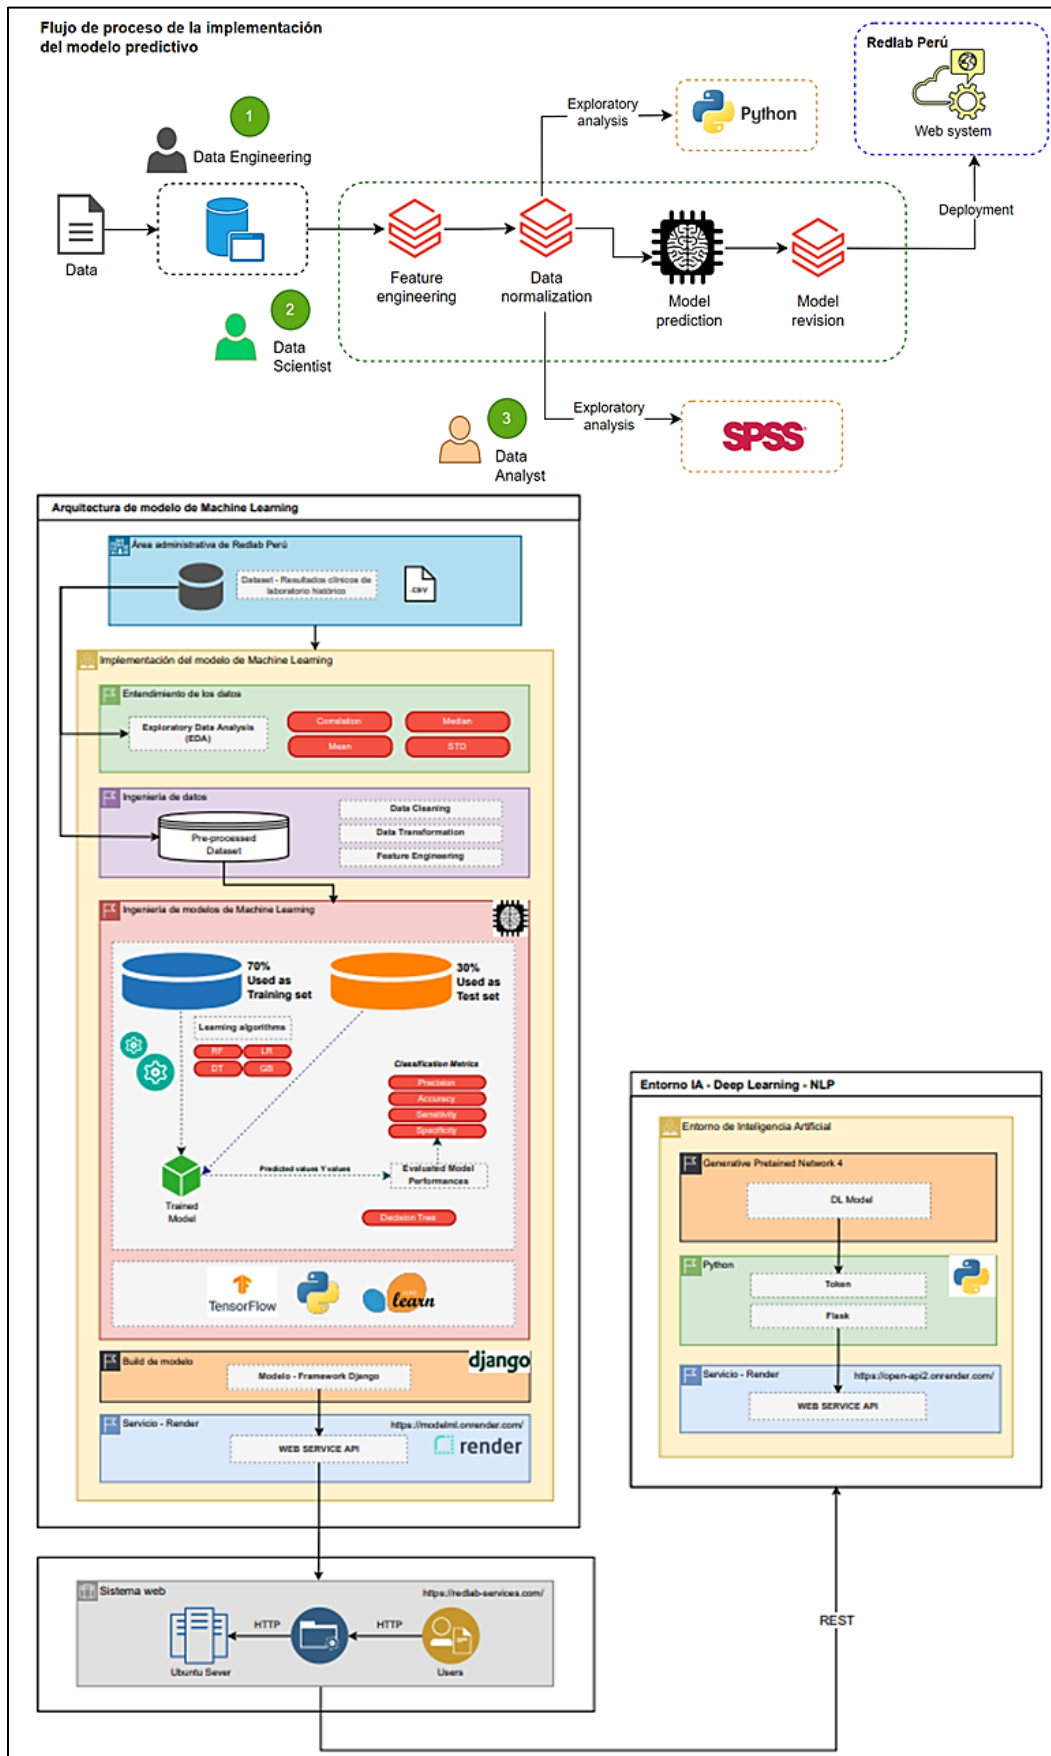 Flujo de proceso de la implementación
del modelo predictivo
1
Data Engineering
Data
2
Data
Scientist
Feature
engineering
Data
normalization
Exploratory
analysis
Python
Model
prediction
Model
revision
Deployment
Redlab Perú
Web system
3
Data
Analyst
Exploratory
analysis
SPSS
Arquitectura de modelo de Machine Learning
Área administrativa de Redlab Perú
Dataset - Resultados clínicos de
laboratorio histórico
.CSV
Implementación del modelo de Machine Learning
Entendimiento de los datos
Exploratory Data Analysis
(EDA)
Correlation
Median
Mean
STD
Ingeniería de datos
Pre-processed
Dataset
Data Cleaning
Data Transformation
Feature Engineering
Ingeniería de modelos de Machine Learning
70%
Used as
Training set
30%
Used as
Test set
Learning algorithms
RF
LR
DT
GB
Classification Metrics
Precision
Accuracy
Sensitivity
Specificity
Predicted values Y values
Evaluated Model
Performances
Trained
Model
Decision Tree
TensorFlow
learn
Build de modelo
django
Modelo - Framework Django
Servicio - Render
https://modelml.onrender.com/
WEB SERVICE API
render
Sistema web
https://redlab-services.com/
HTTP
HTTP
Ubuntu Sever
Users
Entorno IA - Deep Learning - NLP
Entorno de Inteligencia Artificial
Generative Pretained Network 4
DL Model
Python
Token
Flask
Servicio - Render
https://open-api2.onrender.com/
WEB SERVICE API
REST